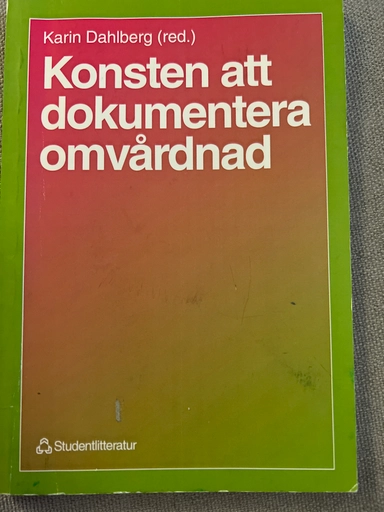 Karin Dahlberg (red.)
Konsten att
dokumentera
omvårdnad
Studentlitteratur